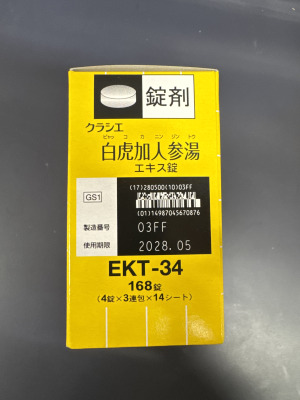 錠剤
クラシエ
ビャッ コ カ ニン ジン トウ
白虎加人参湯
エキス錠
(17)280500(10)03FF
GS1
(01)14987045670876
製造番号 03FF
使用期限 2028.05
EKT-34
168錠
(4錠×3連包×14シート)